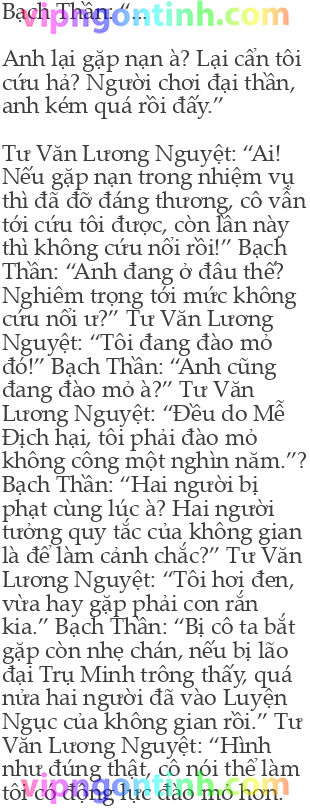 Bạch Thần: “...
vipngontinh.com
Anh lại gặp nạn à? Lại cẩn tôi
cứu hả? Người chơi đại thần,
anh kém quá rồi đấy.”
Tư Văn Lương Nguyệt: “Ai!
Nếu gặp nạn trong nhiệm vụ
thì đã đỡ đáng thương, cô vẫn
tới cứu tôi được, còn lần này
thì không cứu nổi rồi!” Bạch
Thần: “Anh đang ở đâu thế?
Nghiêm trọng tới mức không
cứu nổi ư?” Tư Văn Lương
Nguyệt: “Tôi đang đào mỏ
đó!” Bạch Thần: “Anh cũng
đang đào mỏ à?” Tư Văn
Lương Nguyệt: “Đều do Mễ
Địch hại, tôi phải đào mỏ
không công một nghìn năm.”?
Bạch Thần: “Hai người bị
phạt cùng lúc à? Hai người
tưởng quy tắc của không gian
là để làm cảnh chắc?” Tư Văn
Lương Nguyệt: “Tôi hơi đen,
vừa hay gặp phải con rắn
kia.” Bạch Thần: “Bị cô ta bắt
gặp còn nhẹ chán, nếu bị lão
đại Trụ Minh trông thấy, quá
nửa hai người đã vào Luyện
Ngục của không gian rồi.” Tư
Văn Lương Nguyệt: “Hình
như đúng thật, cô nói thế làm
tôi có động lực đào mỏ hơn.
vipngontinh.com